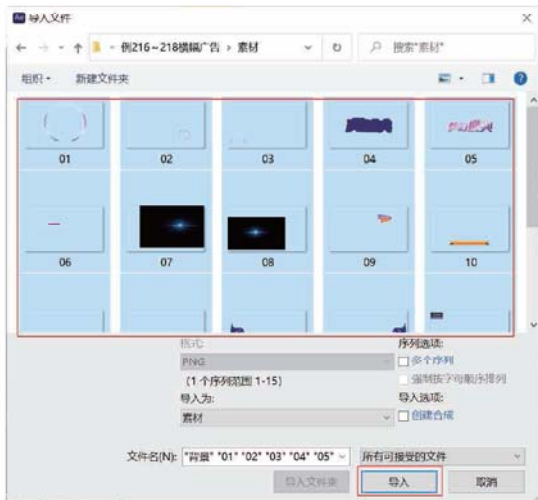 Ae 导入文件
例216～218横幅广告 › 素材
搜索"素材"
组织
新建文件夹
01 02 03 04 05
06 07 08 09 10
格式: 序列选项:
PNG 多个序列
(1 个序列范围 1-15) 强制按字母顺序排列
导入为: 导入选项:
素材 创建合成
文件名(N): "背景" "01" "02" "03" "04" "05" 所有可接受的文件
导入文件夹 导入 取消